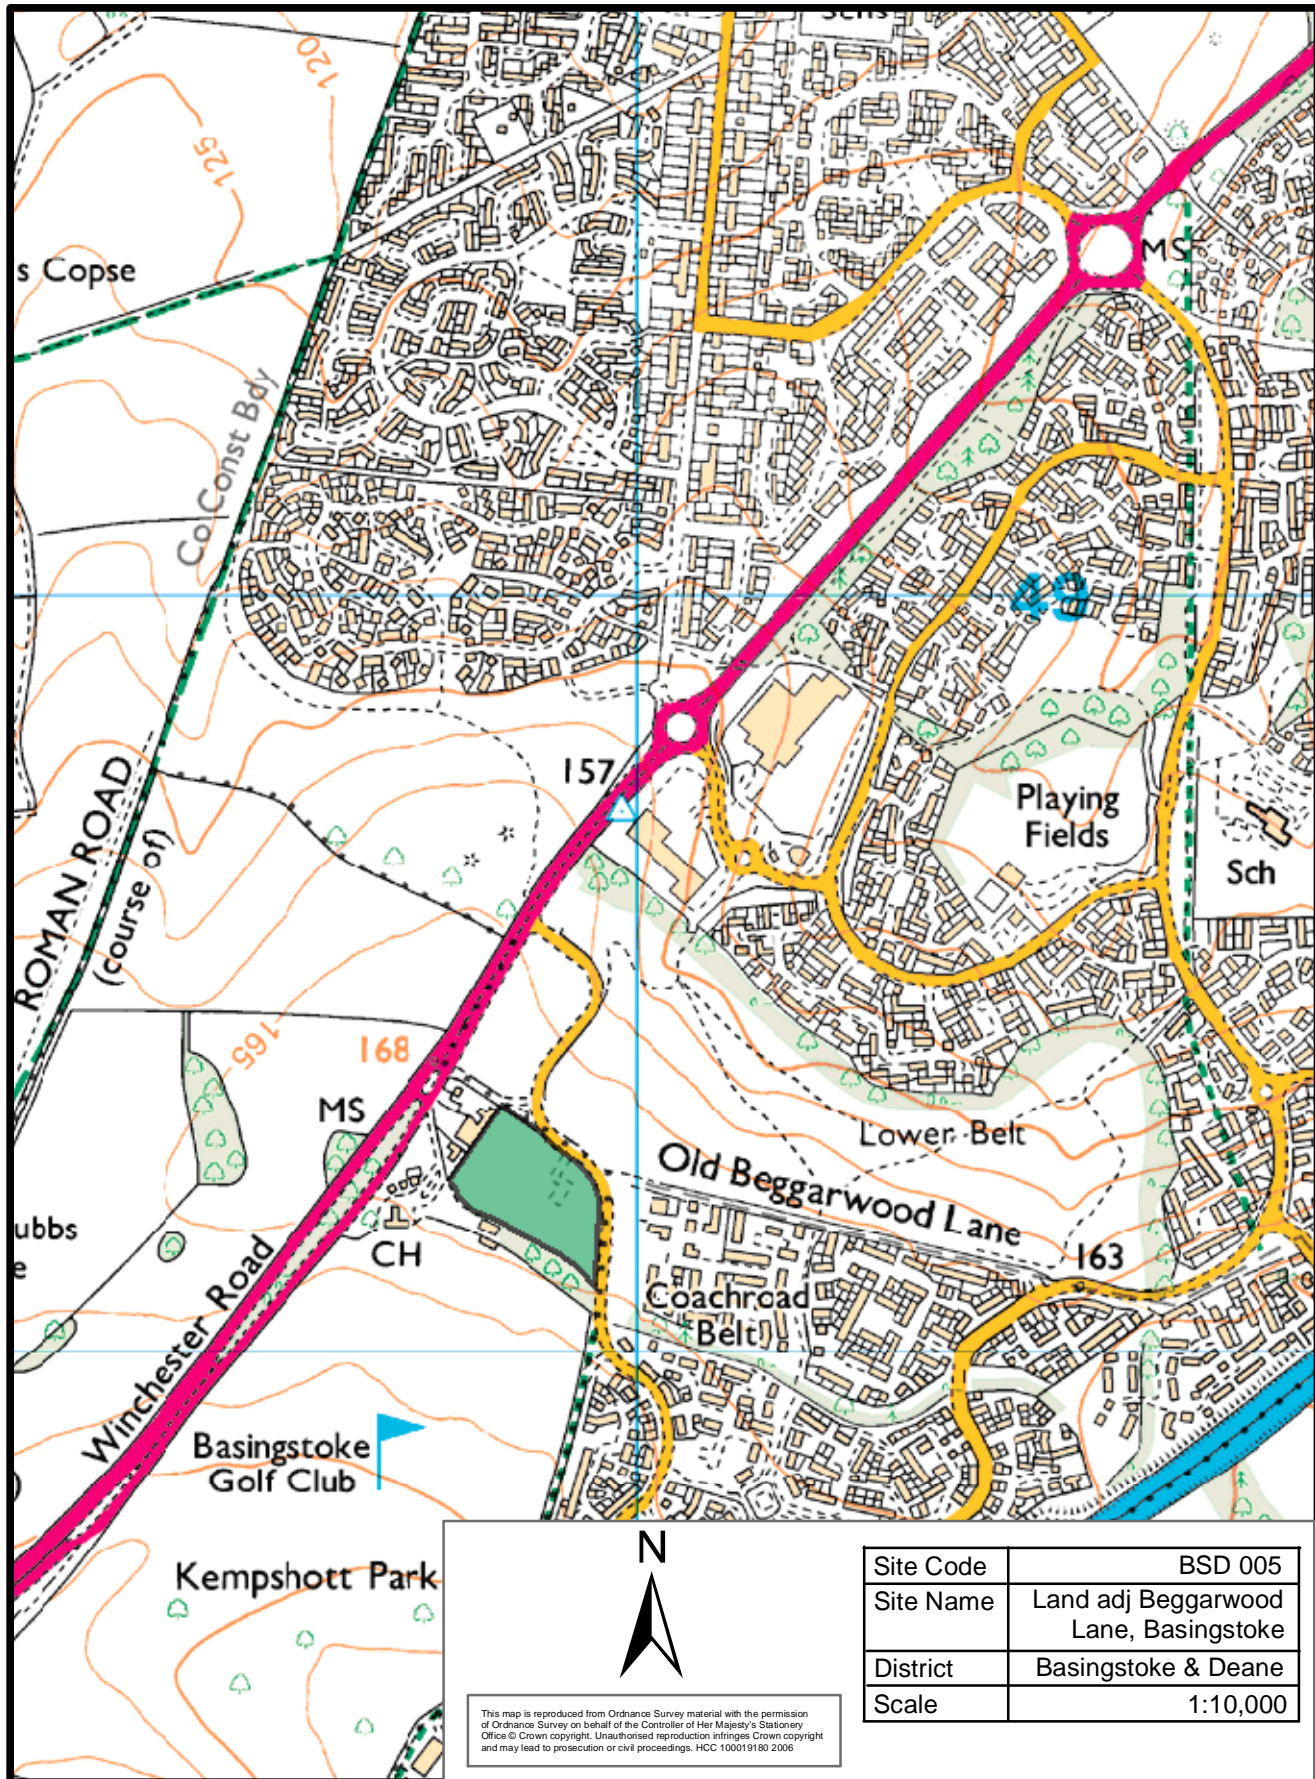 120
125
s Copse
Co Const Bdy
MS
49
157
ROMAN ROAD
(course of)
Playing
Fields
Sch
165
168
MS
Lower Belt
Old Beggarwood Lane
163
ubbs
e
CH
Coachroad
Belt
Winchester Road
Basingstoke
Golf Club
)
Kempshott Park
N
Site Code BSD 005
Site Name Land adj Beggarwood
Lane, Basingstoke
District Basingstoke & Deane
Scale 1:10,000
This map is reproduced from Ordnance Survey material with the permission
of Ordnance Survey on behalf of the Controller of Her Majesty's Stationery
Office © Crown copyright. Unauthorised reproduction infringes Crown copyright
and may lead to prosecution or civil proceedings. HCC 100019180 2006